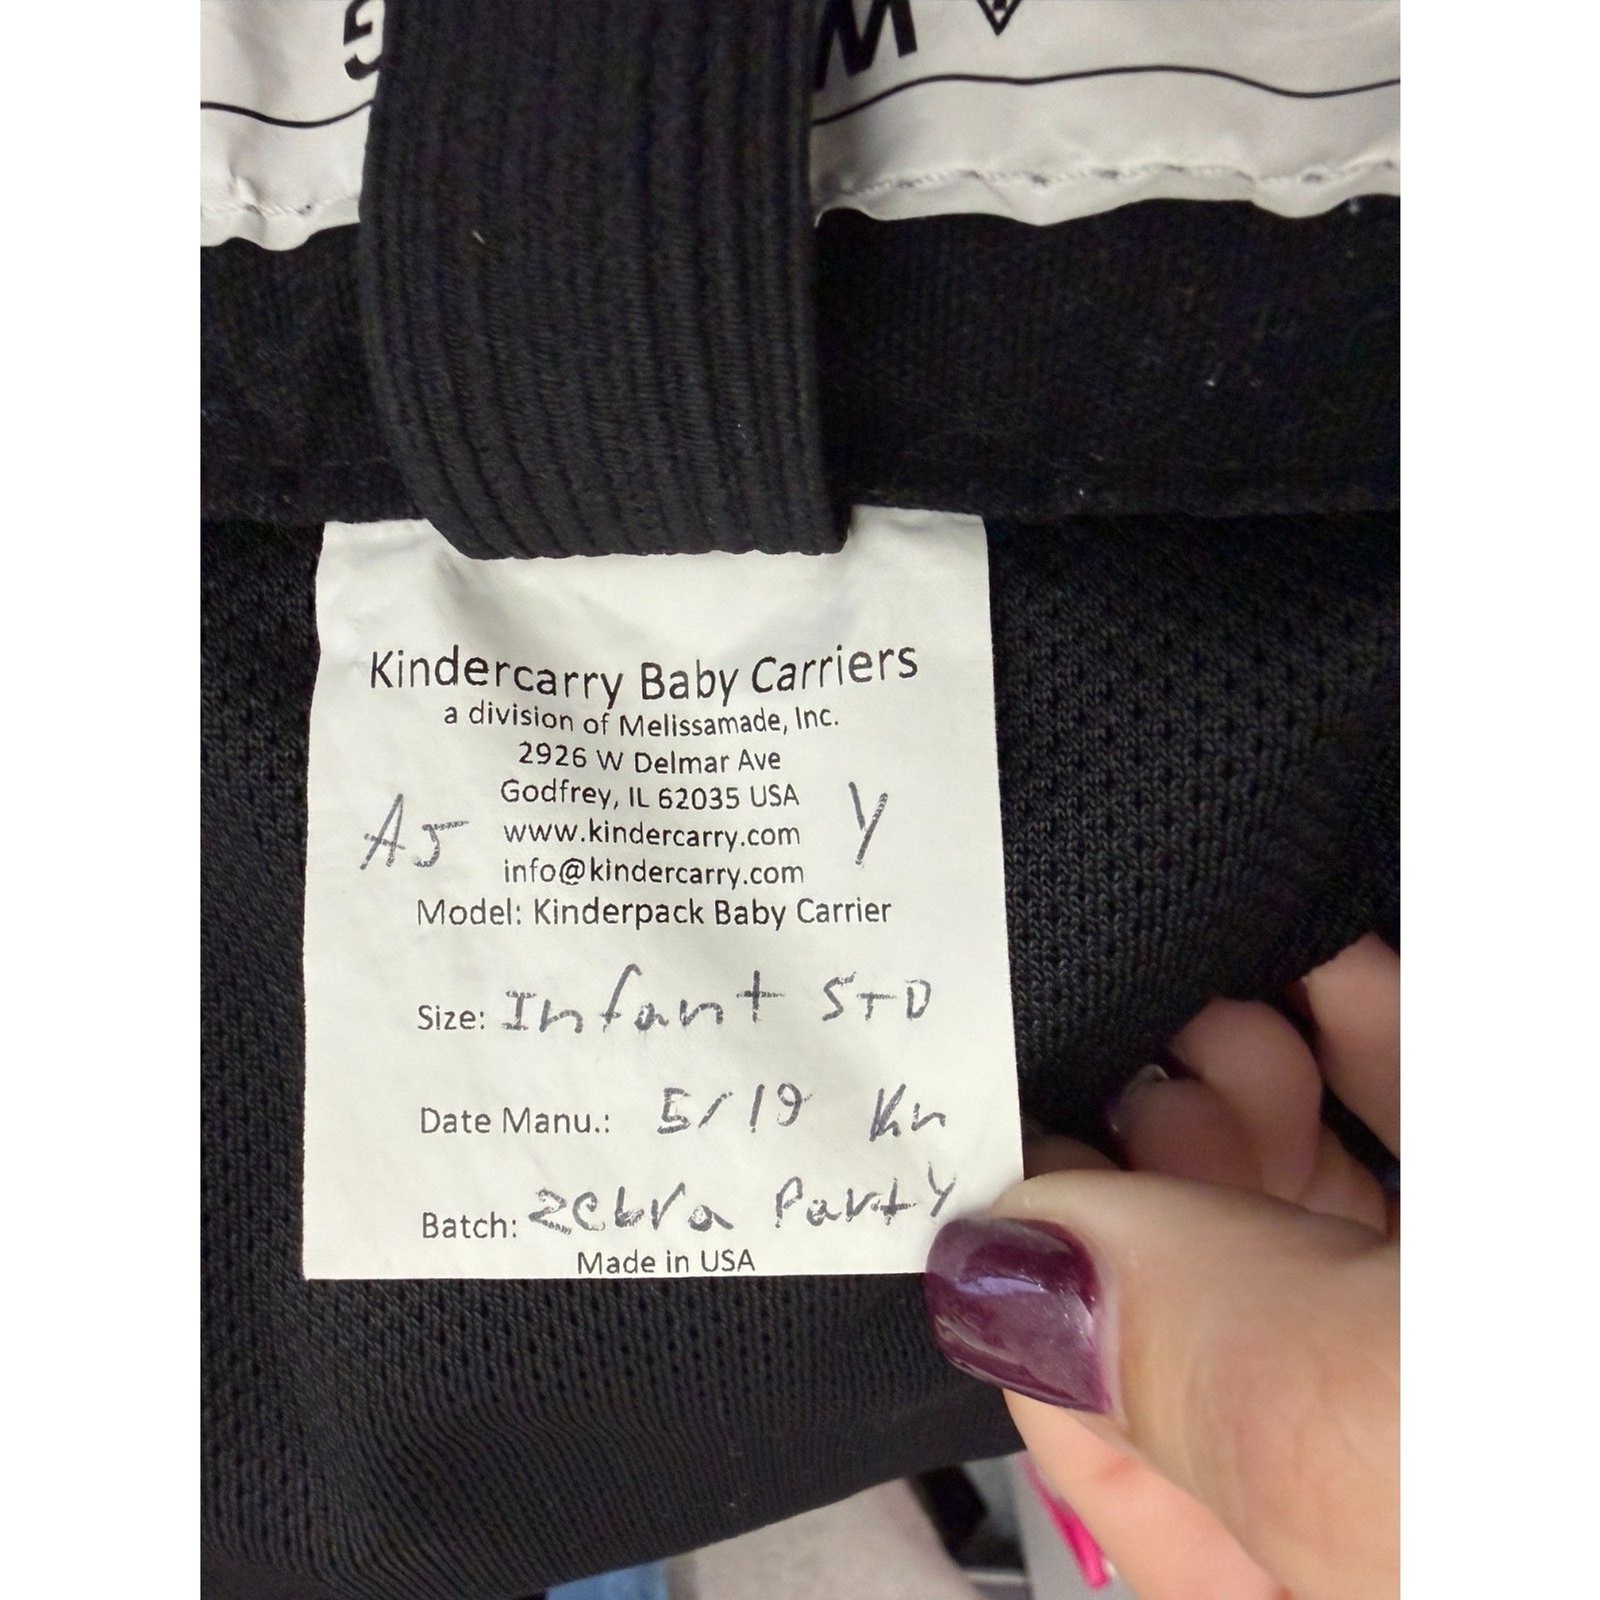 Kindercarry Baby Carriers
a division of Melissamade, Inc.
2926 W Delmar Ave
Godfrey, IL 62035 USA
AJ www.kindercarry.com Y
info@kindercarry.com
Model: Kinderpack Baby Carrier
Size: Infant STD
Date Manu.: 5/19 Kn
Batch: Zebra Party
Made in USA